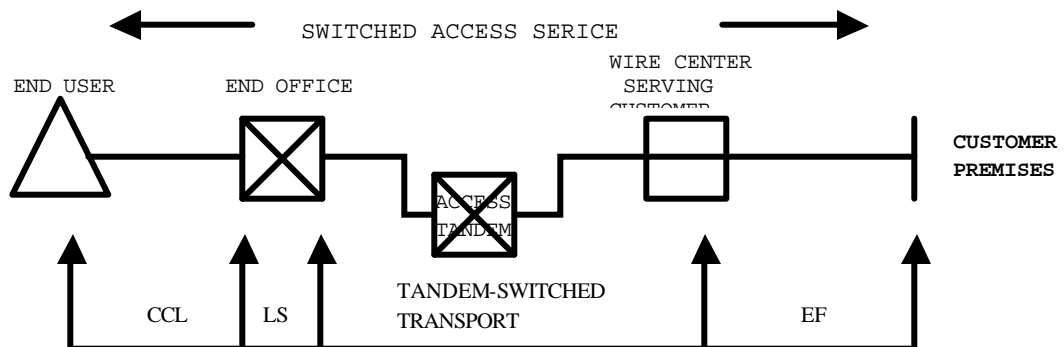 SWITCHED ACCESS SERICE
WIRE CENTER
SERVING
CUSTOMER
END USER
END OFFICE
CUSTOMER
PREMISES
ACCESS
TANDEM
TANDEM-SWITCHED
TRANSPORT
CCL
LS
EF